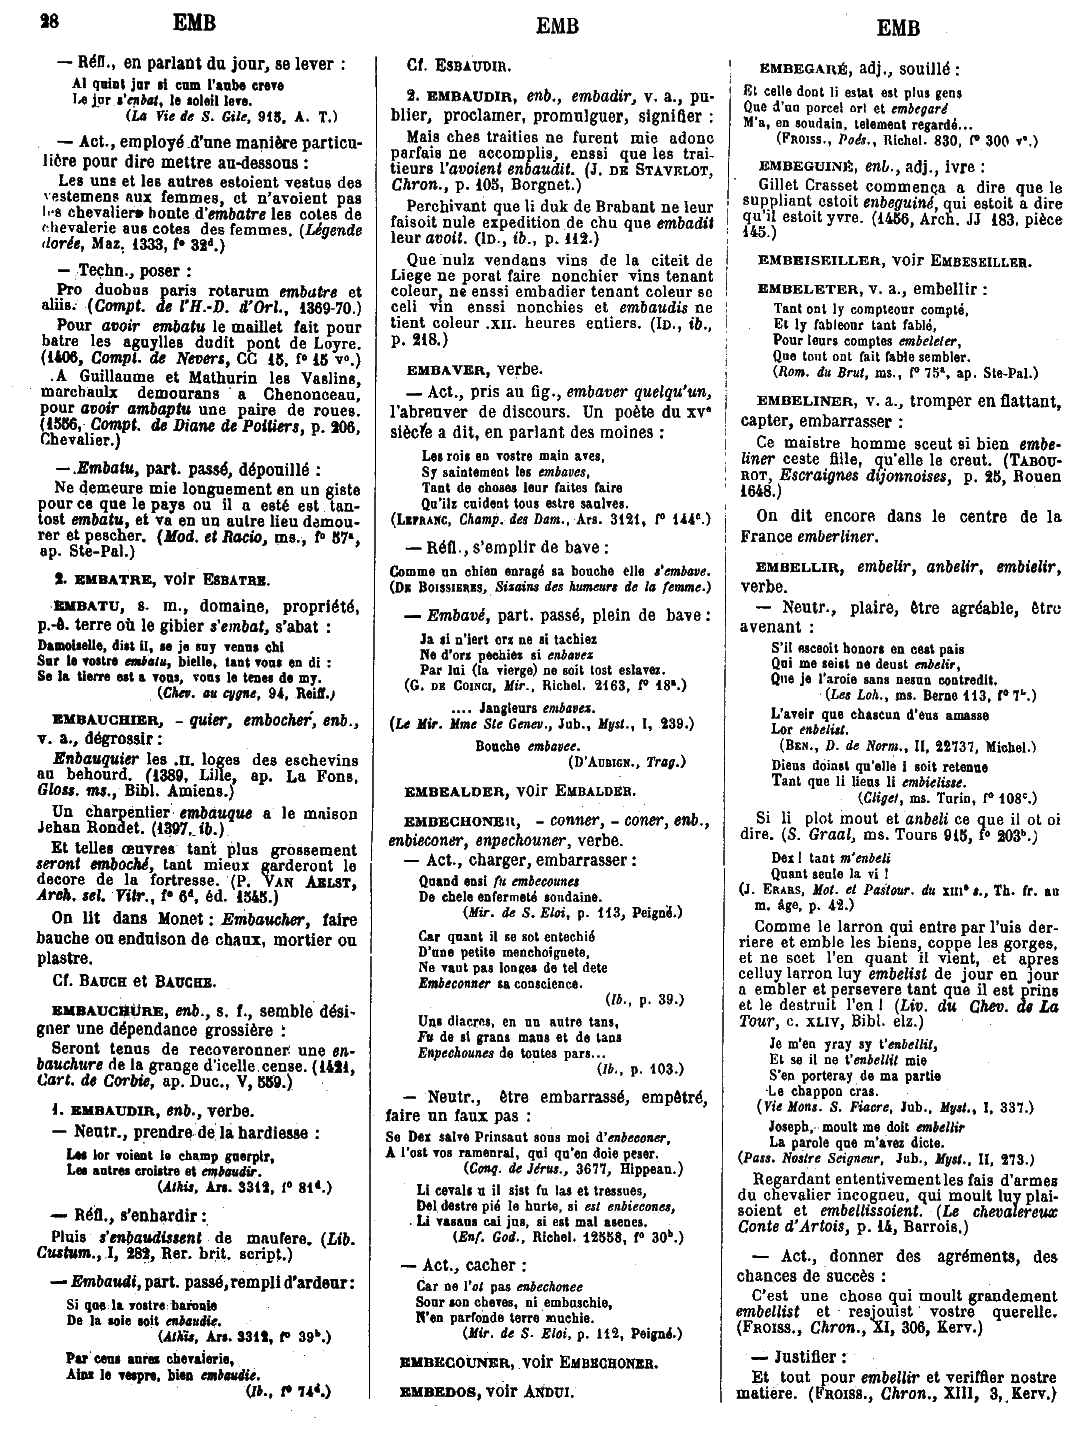 28 EMB EMB EMB
— Réfl., en parlant du jour, se lever :
Al quint jor si cum l'aube creve
Le jor s'enbat, le soleil leve.
(La Vie de S. Gile, 915, A. T.)
— Act., employé d'une manière particu-
lière pour dire mettre au-dessous :
Les uns et les autres estoient vestus des
vestemens aux femmes, et n'avoient pas
les chevaliers honte d'embatre les cotes de
chevalerie aus cotes des femmes. (Légende
dorée, Maz. 1333, f° 32d.)
— Techn., poser :
Pro duobus paris rotarum embatre et
aliis. (Compt. de l'H.-D. d'Orl., 1369-70.)
Pour avoir embatu le maillet fait pour
batre les aguylles dudit pont de Loyre.
(1406, Compt. de Nevers, CC 15, f° 15 v°.)
A Guillaume et Mathurin les Vaslins,
marchaulx demourans a Chenonceau,
pour avoir ambaptu une paire de roues.
(1556, Compt. de Diane de Poitiers, p. 206,
Chevalier.)
— Embatu, part. passé, dépouillé :
Ne demeure mie longuement en un giste
pour ce que le pays ou il a esté est tan-
tost embatu, et va en un autre lieu demou-
rer et pescher. (Mod. et Racio, ms., f° 57a,
ap. Ste-Pal.)
2. EMBATRE, voir ESBATRE.
EMBATU, s. m., domaine, propriété,
p.-ê. terre où le gibier s'embat, s'abat :
Damoiselle, dist il, se je suy venus chi
Sur le vostre embatu, bielle, tant vous en di :
Se la tierre est a vous, vous le tenes de my.
(Chev. au cygne, 94, Reiff.)
EMBAUCHIER, - quier, embocher, enb.,
v. a., dégrossir :
Enbauquier les .II. loges des eschevins
au behourd. (1389, Lille, ap. La Fons,
Gloss. ms., Bibl. Amiens.)
Un charpentier embauque a le maison
Jehan Rondet. (1397, ib.)
Et telles œuvres tant plus grossement
seront emboché, tant mieux garderont le
decore de la fortresse. (P. VAN AELST,
Arch. sel. Vitr., f° 6d, éd. 1545.)
On lit dans Monet : Embaucher, faire
bauche ou enduison de chaux, mortier ou
plastre.
Cf. BAUCH et BAUCHE.
EMBAUCHURE, enb., s. f., semble dési-
gner une dépendance grossière :
Seront tenus de recoveronner une en-
bauchure de la grange d'icelle cense. (1421,
Cart. de Corbie, ap. Duc., V, 559.)
1. EMBAUDIR, enb., verbe.
— Neutr., prendre de la hardiesse :
Les lor voient le champ guerpir,
Les autres croistre et embaudir.
(Athis, Ars. 3312, f° 81d.)
— Réfl., s'enhardir :
Pluis s'enbaudissent de maufere. (Lib.
Custum., I, 282, Rer. brit. script.)
— Embaudi, part. passé, rempli d'ardeur :
Si que la vostre baronie
De la soie soit enbaudie.
(Athis, Ars. 3312, f° 39b.)
Par ceus aures chevalerie,
Ainz le vespre, bien embaudie.
(Ib., f° 74d.)
Cf. ESBAUDIR.
2. EMBAUDIR, enb., embadir, v. a., pu-
blier, proclamer, promulguer, signifier :
Mais ches traities ne furent mie adonc
parfais ne accomplis, enssi que les trai-
tieurs l'avoient enbaudit. (J. DE STAVELOT,
Chron., p. 105, Borgnet.)
Perchivant que li duk de Brabant ne leur
faisoit nule expedition de chu que embadit
leur avoit. (ID., ib., p. 112.)
Que nulz vendans vins de la citeit de
Liege ne porat faire nonchier vins tenant
coleur, ne enssi embadier tenant coleur se
celi vin enssi nonchies et embaudis ne
tient coleur .XII. heures entiers. (ID., ib.,
p. 218.)
EMBAVER, verbe.
— Act., pris au fig., embaver quelqu'un,
l'abreuver de discours. Un poète du xve
siècle a dit, en parlant des moines :
Les rois en vostre main aves,
Sy saintement les embaves,
Tant de choses leur faites faire
Qu'ilz cuident tous estre saulves.
(LEFRANC, Champ. des Dam., Ars. 3121, f° 144c.)
— Réfl., s'emplir de bave :
Comme un chien enragé sa bouche elle s'embave.
(DE BOISSIERES, Sixains des humeurs de la femme.)
— Embavé, part. passé, plein de bave :
Ja si n'iert orz ne si tachiez
Ne d'orz pechiez si enbavez
Par lui (la vierge) ne soit tost eslavez.
(G. DE COINCI, Mir., Richel. 2163, f° 18a.)
.... Jangleurs embavez.
(Le Mir. Mme Ste Genev., Jub., Myst., I, 239.)
Bouche embavee.
(D'AUBIGN., Trag.)
EMBEALDER, voir EMBALDER.
EMBECHONER, - conner, - coner, enb.,
enbieconer, enpechouner, verbe.
— Act., charger, embarrasser :
Quand ensi fu embecounes
De chele enfermeté soudaine.
(Mir. de S. Eloi, p. 113, Peigné.)
Car quant il se sot entechié
D'une petite menchoignete,
Ne vaut pas longes de tel dete
Embeconner sa conscience.
(Ib., p. 39.)
Uns diacres, en un autre tans,
Fu de si grans maus et de tans
Enpechounes de toutes pars...
(Ib., p. 103.)
— Neutr., être embarrassé, empêtré,
faire un faux pas :
Se Dex salve Prinsaut sous moi d'enbeconer,
A l'ost vos ramenral, qui qu'en doie peser.
(Conq. de Jérus., 3677, Hippeau.)
Li cevals u il sist fu las et tressues,
Del destre pié le hurte, si est enbiecones,
Li vasaus cai jus, si est mal asenes.
(Enf. God., Richel. 12558, f° 30b.)
— Act., cacher :
Car ne l'ot pas enbechonee
Sour son cheves, ni embuschie,
N'en parfonde terre muchie.
(Mir. de S. Eloi, p. 112, Peigné.)
EMBECOUNER, voir EMBECHONER.
EMBEDOS, voir ANDUI.
EMBEGARÉ, adj., souillé :
Et celle dont li estat est plus gens
Que d'un porcel ort et embegaré
M'a, en soudain, telement regardé...
(FROISS., Poés., Richel. 830, f° 300 v°.)
EMBEGUINÉ, enb., adj., ivre :
Gillet Crasset commença a dire que le
suppliant estoit enbeguiné, qui estoit a dire
qu'il estoit yvre. (1456, Arch. JJ 183, pièce
145.)
EMBEISEILLER, voir EMBESEILLER.
EMBELETER, v. a., embellir :
Tant ont ly compteour compté,
Et ly fableour tant fablé,
Pour leurs comptes embeleter,
Que tout ont fait fable sembler.
(Rom. du Brut, ms., f° 75a, ap. Ste-Pal.)
EMBELINER, v. a., tromper en flattant,
capter, embarrasser :
Ce maistre homme sceut si bien embe-
liner ceste fille, qu'elle le creut. (TABOU-
ROT, Escraignes dijonnoises, p. 25, Rouen
1648.)
On dit encore dans le centre de la
France emberliner.
EMBELLIR, embelir, anbelir, embielir,
verbe.
— Neutr., plaire, être agréable, être
avenant :
S'il esceoit honors en cest pais
Qui me seist ne deust enbelir,
Que je l'aroie sans nesun contredit.
(Les Loh., ms. Berne 113, f° 7b.)
L'aveir que chascun d'eus amasse
Lor enbelist.
(BEN., D. de Norm., II, 22737, Michel.)
Dieus doinst qu'elle i soit retenue
Tant que li lieus li embielisse.
(Cliget, ms. Turin, f° 108c.)
Si li plot mout et anbeli ce que il ot oi
dire. (S. Graal, ms. Tours 915, f° 203b.)
Dex ! tant m'enbeli
Quant seule la vi !
(J. ERARS, Mot. et Pastour. du XIIIe s., Th. fr. au
m. âge, p. 42.)
Comme le larron qui entre par l'uis der-
riere et emble les biens, coppe les gorges,
et ne scet l'en quant il vient, et apres
celluy larron luy embelist de jour en jour
a embler et persevere tant que il est prins
et le destruit l'en ! (Liv. du Chev. de La
Tour, c. XLIV, Bibl. elz.)
Je m'en yray sy t'enbellit,
Et se il ne t'enbellit mie
S'en porteray de ma partie
Le chappon cras.
(Vie Mons. S. Fiacre, Jub., Myst., I, 337.)
Joseph, moult me doit embellir
La parole que m'avez dicte.
(Pass. Nostre Seigneur, Jub., Myst., II, 273.)
Regardant ententivement les fais d'armes
du chevalier incogneu, qui moult luy plai-
soient et embellissoient. (Le chevalereux
Conte d'Artois, p. 14, Barrois.)
— Act., donner des agréments, des
chances de succès :
C'est une chose qui moult grandement
embellist et resjouist vostre querelle.
(FROISS., Chron., XI, 306, Kerv.)
— Justifier :
Et tout pour embellir et veriffier nostre
matiere. (FROISS., Chron., XIII, 3, Kerv.)